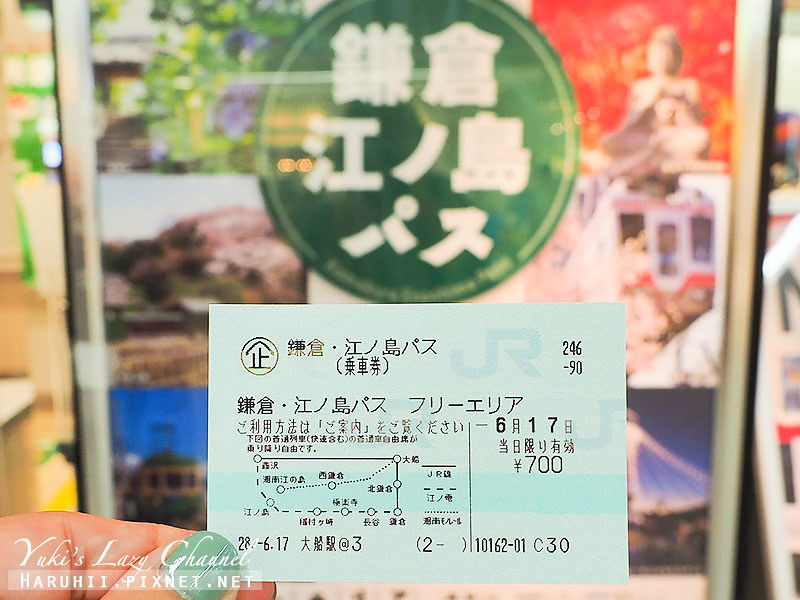 鎌倉
江ノ島
パス
企 鎌倉・江ノ島パス 246
(乗車券) -90
鎌倉・江ノ島パス フリーエリア
ご利用方法は「ご案内」をご覧ください -6月17日
下図の普通列車(快速含む)の普通車自由席が 当日限り有効
乗り降り自由です。 ¥700
藤沢 大船
湘南江の島 西鎌倉 北鎌倉
江ノ島 稲村ヶ崎 極楽寺 長谷 鎌倉
JR線
江ノ電
湘南モノレール
28.-6.17 大船駅@3 (2- ) 10162-01 C30
JR
Yuki's Lazy Channel
Haruhii.pixnet.net